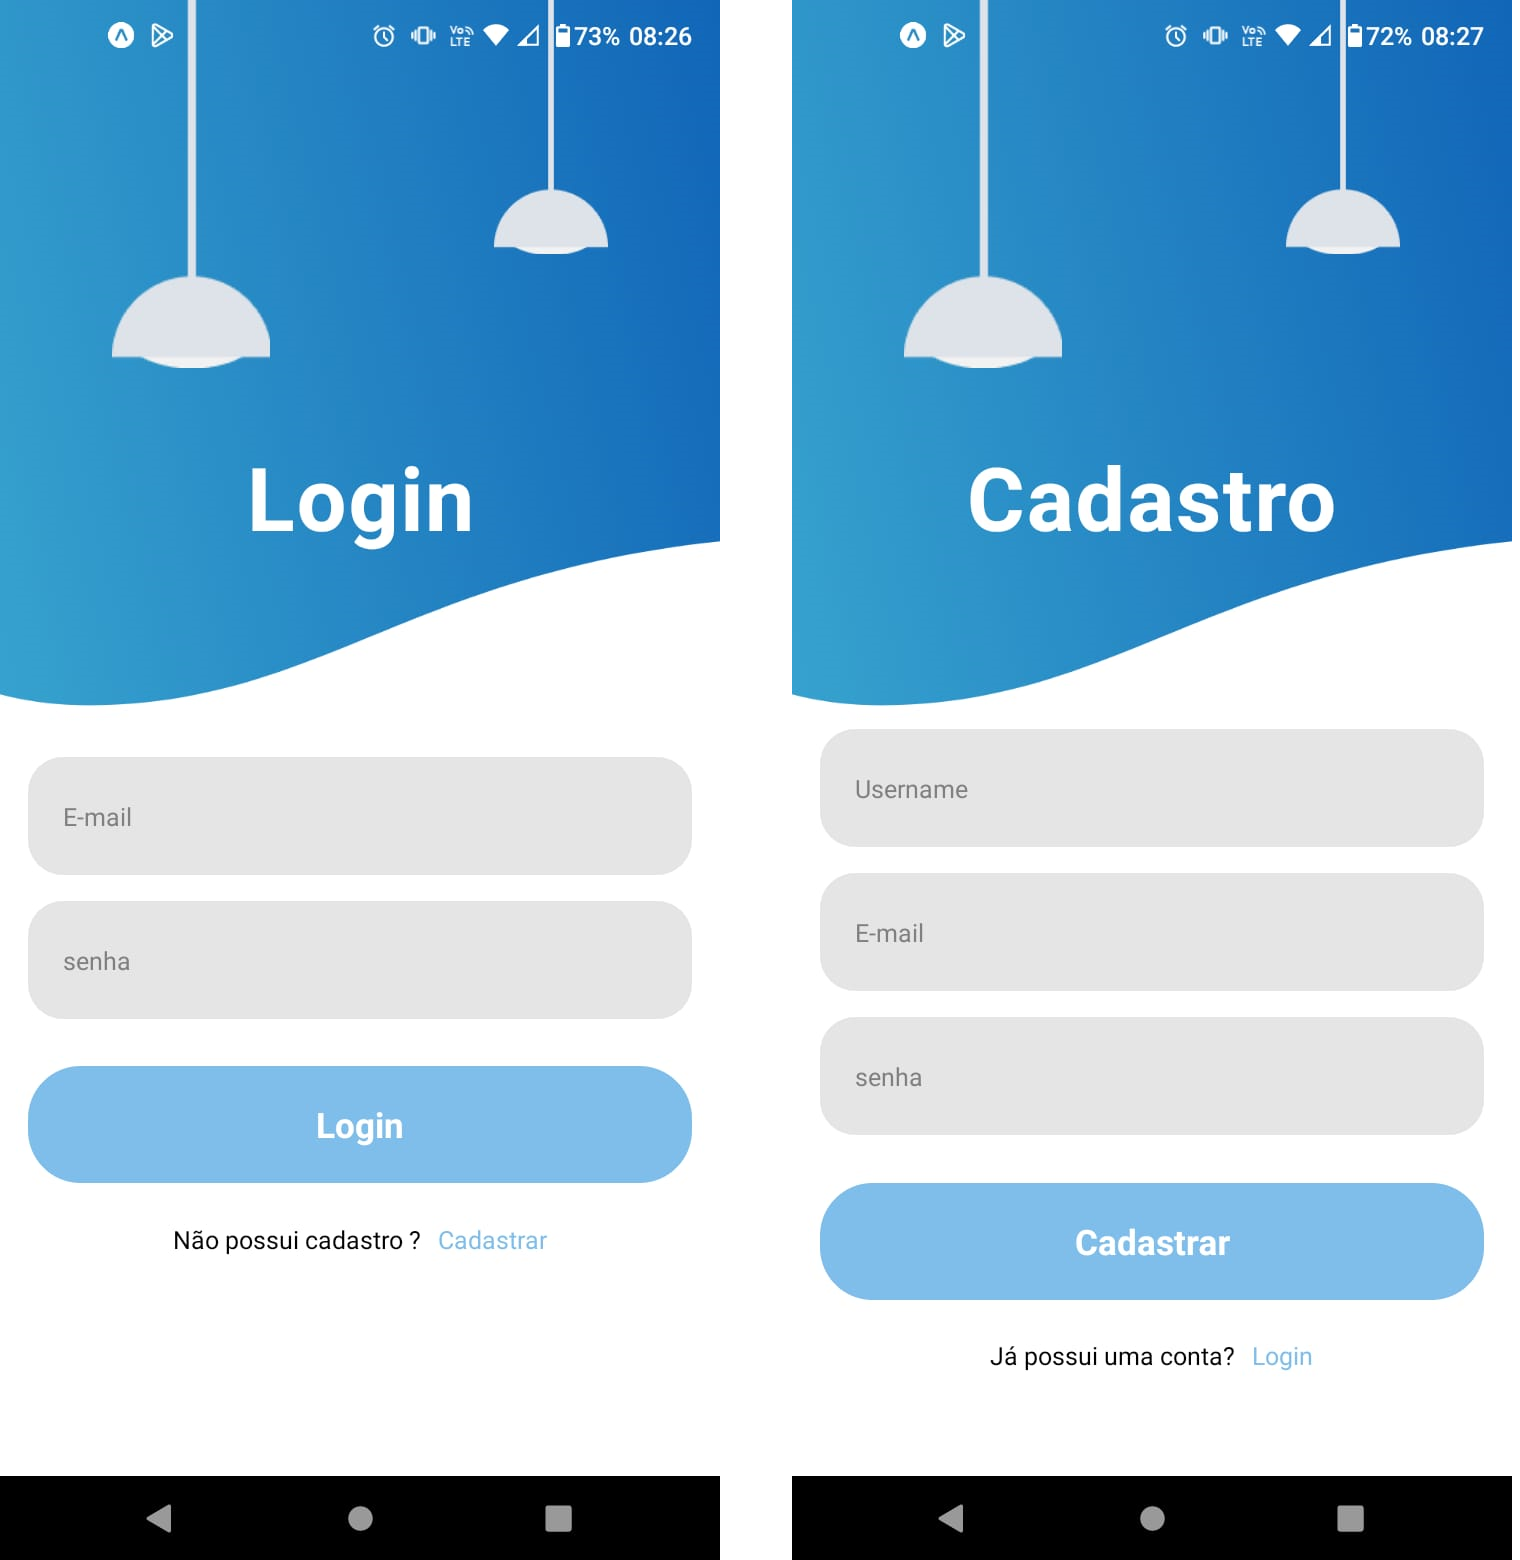 Vo LTE 73% 08:26
Login
E-mail
senha
Login
Não possui cadastro ? Cadastrar
Vo LTE 72% 08:27
Cadastro
Username
E-mail
senha
Cadastrar
Já possui uma conta? Login